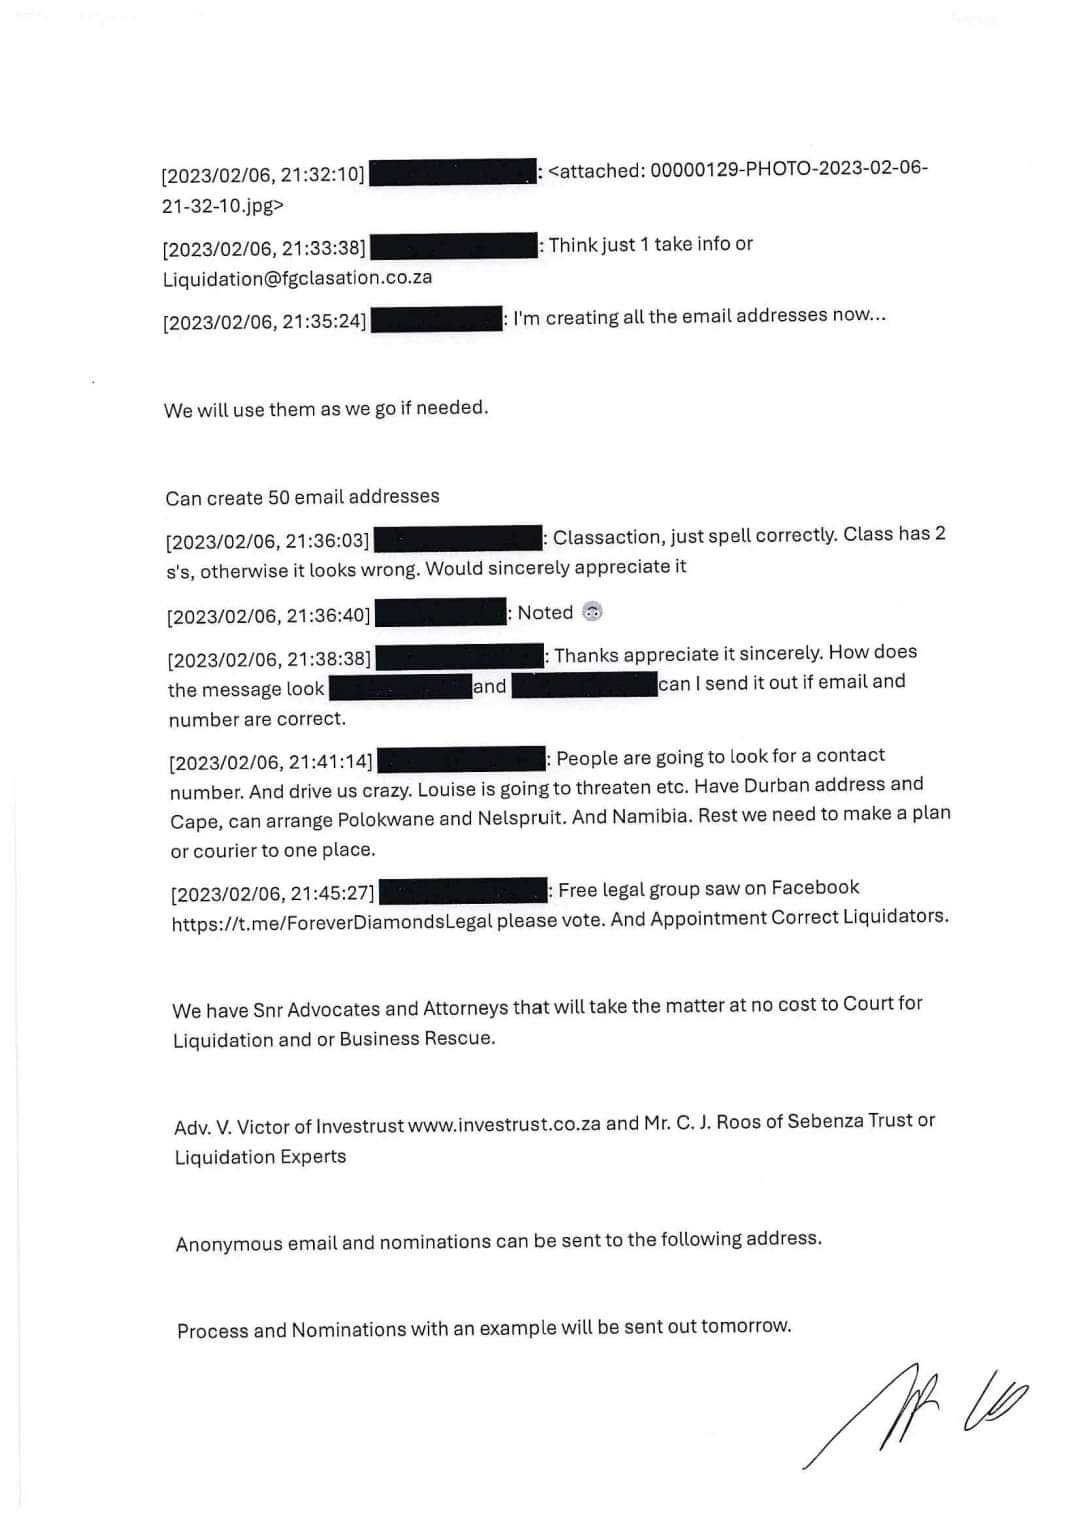 [2023/02/06, 21:32:10] : <attached: 00000129-PHOTO-2023-02-06-
21-32-10.jpg>
[2023/02/06, 21:33:38] : Think just 1 take info or
Liquidation@fgclasation.co.za
[2023/02/06, 21:35:24] : I'm creating all the email addresses now...
We will use them as we go if needed.
Can create 50 email addresses
[2023/02/06, 21:36:03] : Classaction, just spell correctly. Class has 2
s's, otherwise it looks wrong. Would sincerely appreciate it
[2023/02/06, 21:36:40] : Noted 🙃
[2023/02/06, 21:38:38] : Thanks appreciate it sincerely. How does
the message look and can I send it out if email and
number are correct.
[2023/02/06, 21:41:14] : People are going to look for a contact
number. And drive us crazy. Louise is going to threaten etc. Have Durban address and
Cape, can arrange Polokwane and Nelspruit. And Namibia. Rest we need to make a plan
or courier to one place.
[2023/02/06, 21:45:27] : Free legal group saw on Facebook
https://t.me/ForeverDiamondsLegal please vote. And Appointment Correct Liquidators.
We have Snr Advocates and Attorneys that will take the matter at no cost to Court for
Liquidation and or Business Rescue.
Adv. V. Victor of Investrust www.investrust.co.za and Mr. C. J. Roos of Sebenza Trust or
Liquidation Experts
Anonymous email and nominations can be sent to the following address.
Process and Nominations with an example will be sent out tomorrow.